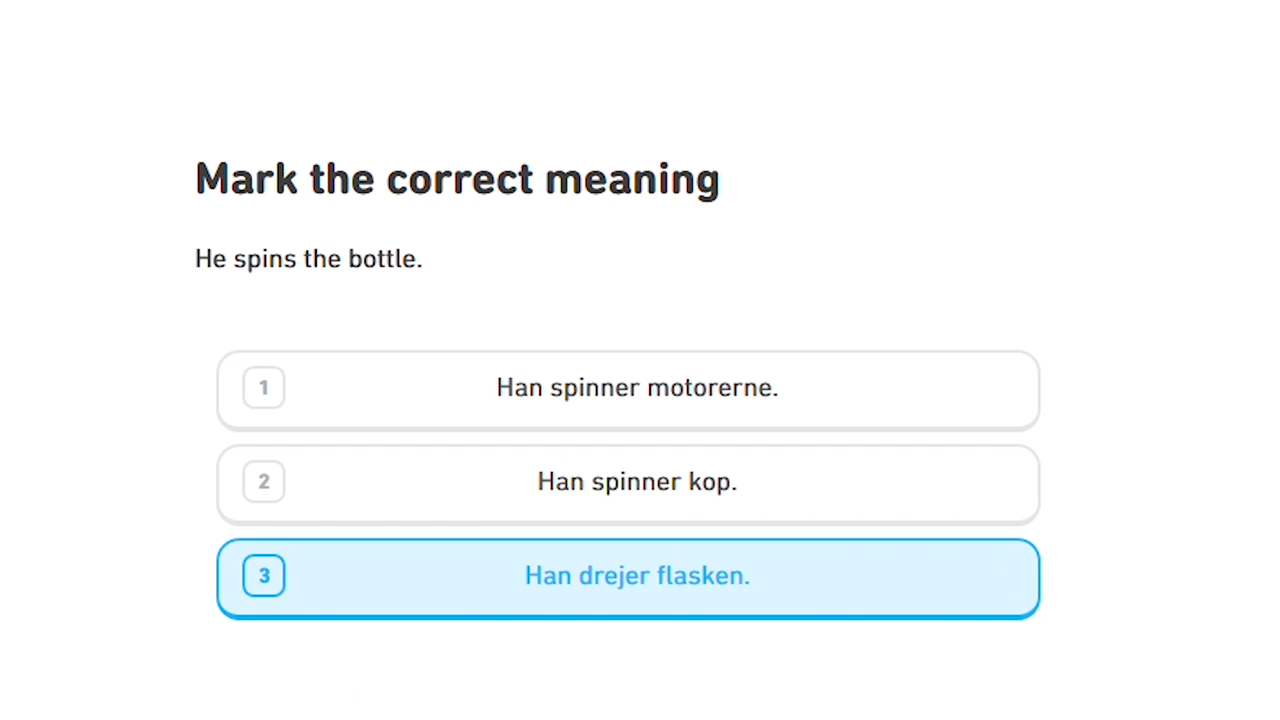 Mark the correct meaning
He spins the bottle.
1 Han spinner motorerne.
2 Han spinner kop.
3 Han drejer flasken.